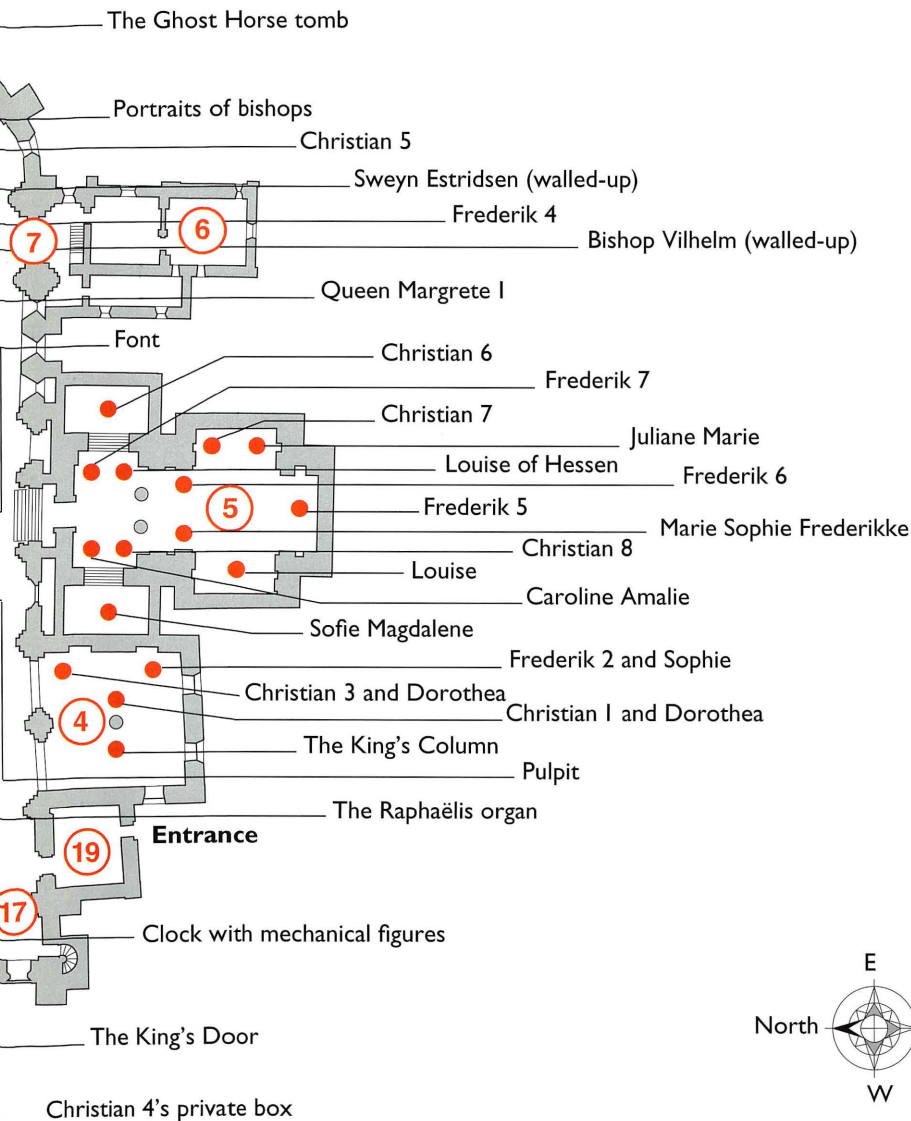 The Ghost Horse tomb
Portraits of bishops
Christian 5
Sweyn Estridsen (walled-up)
Frederik 4
6
7
Bishop Vilhelm (walled-up)
Queen Margrete I
Font
Christian 6
Frederik 7
Christian 7
Juliane Marie
Louise of Hessen
Frederik 6
5
Frederik 5
Marie Sophie Frederikke
Christian 8
Louise
Caroline Amalie
Sofie Magdalene
Frederik 2 and Sophie
Christian 3 and Dorothea
4
Christian I and Dorothea
The King's Column
Pulpit
The Raphaëlis organ
Entrance
19
17
Clock with mechanical figures
E
North
The King's Door
W
Christian 4's private box